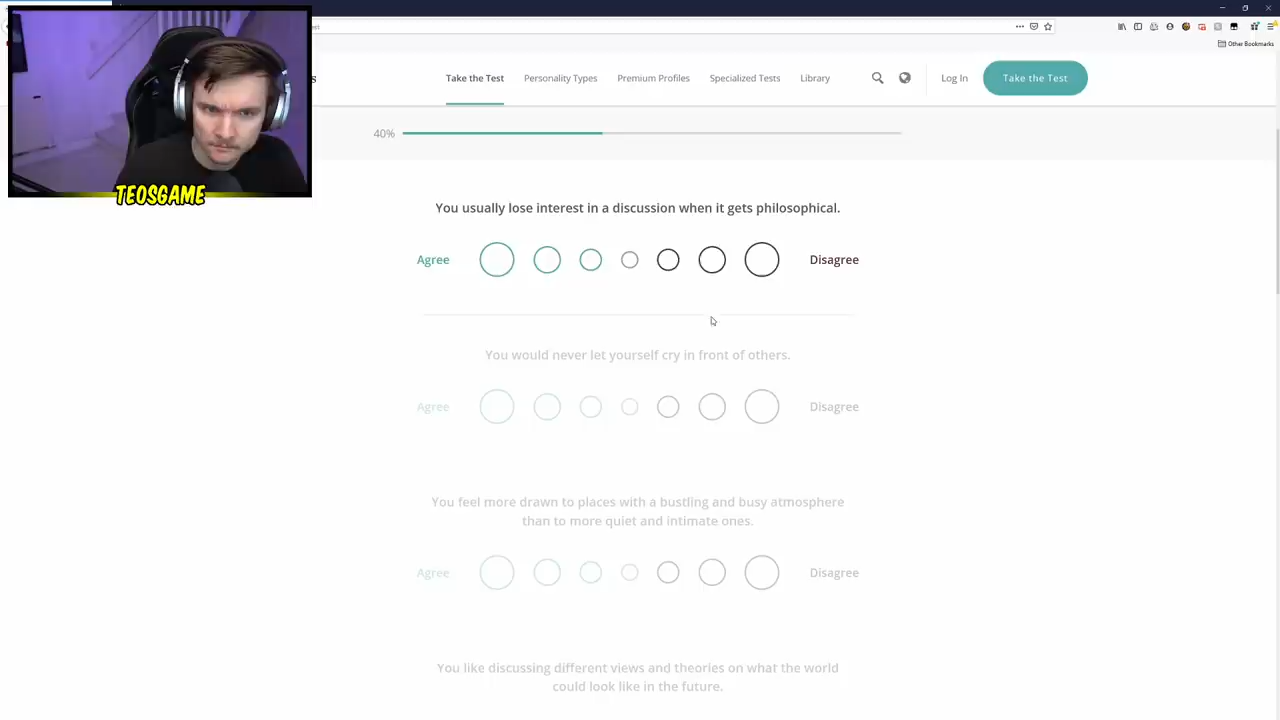 Take the Test
Personality Types
Premium Profiles
Specialized Tests
Library
Log In
Take the Test
Other Bookmarks
s
40%
TEOSGAME
You usually lose interest in a discussion when it gets philosophical.
Agree
Disagree
You would never let yourself cry in front of others.
Agree
Disagree
You feel more drawn to places with a bustling and busy atmosphere
than to more quiet and intimate ones.
Agree
Disagree
You like discussing different views and theories on what the world
could look like in the future.